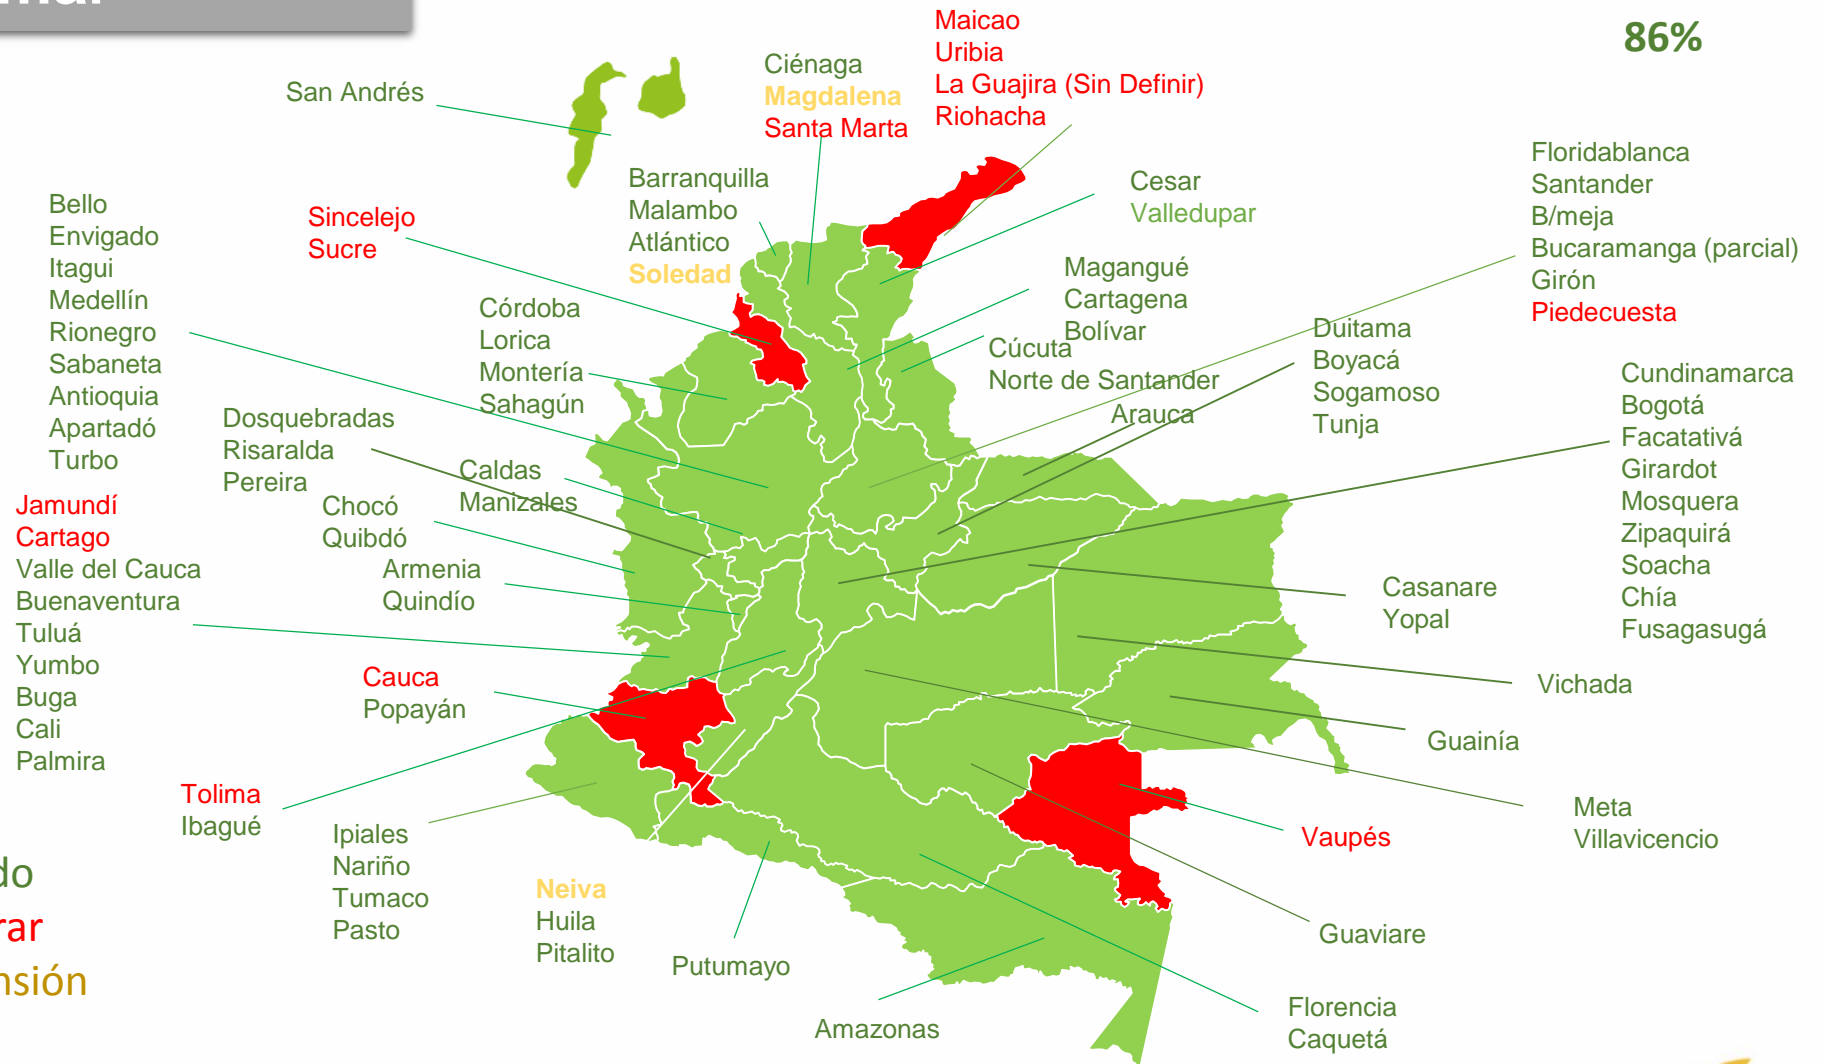 86%
San Andrés
Ciénaga
Magdalena
Santa Marta
Maicao
Uribia
La Guajira (Sin Definir)
Riohacha
Barranquilla
Malambo
Atlántico
Soledad
Cesar
Valledupar
Floridablanca
Santander
B/meja
Bucaramanga (parcial)
Girón
Piedecuesta
Bello
Envigado
Itagui
Medellín
Rionegro
Sabaneta
Antioquia
Apartadó
Turbo
Sincelejo
Sucre
Córdoba
Lorica
Montería
Sahagún
Magangué
Cartagena
Bolívar
Cúcuta
Norte de Santander
Arauca
Duitama
Boyacá
Sogamoso
Tunja
Cundinamarca
Bogotá
Facatativá
Girardot
Mosquera
Zipaquirá
Soacha
Chía
Fusagasugá
Dosquebradas
Risaralda
Pereira
Caldas
Manizales
Chocó
Quibdó
Armenia
Quindío
Jamundí
Cartago
Valle del Cauca
Buenaventura
Tuluá
Yumbo
Buga
Cali
Palmira
Casanare
Yopal
Cauca
Popayán
Vichada
Guainía
Tolima
Ibagué
Meta
Villavicencio
Ipiales
Nariño
Tumaco
Pasto
Vaupés
Neiva
Huila
Pitalito
Putumayo
Guaviare
Amazonas
Florencia
Caquetá